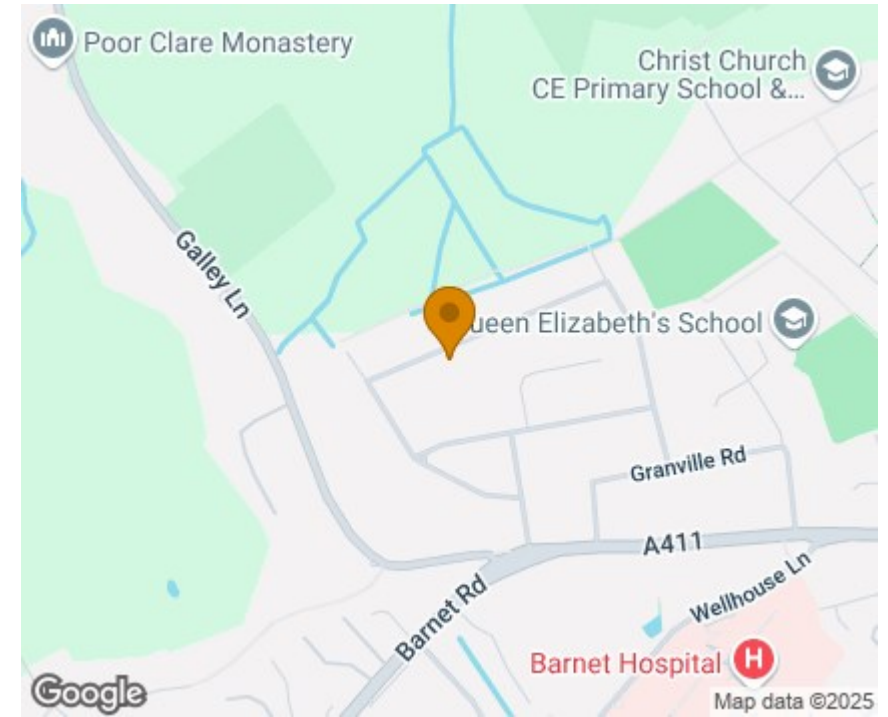 Poor Clare Monastery
Christ Church
CE Primary School &...
Galley Ln
ueen Elizabeth's School
Granville Rd
A411
Wellhouse Ln
Barnet Rd
Barnet Hospital
H
Google
Map data ©2025